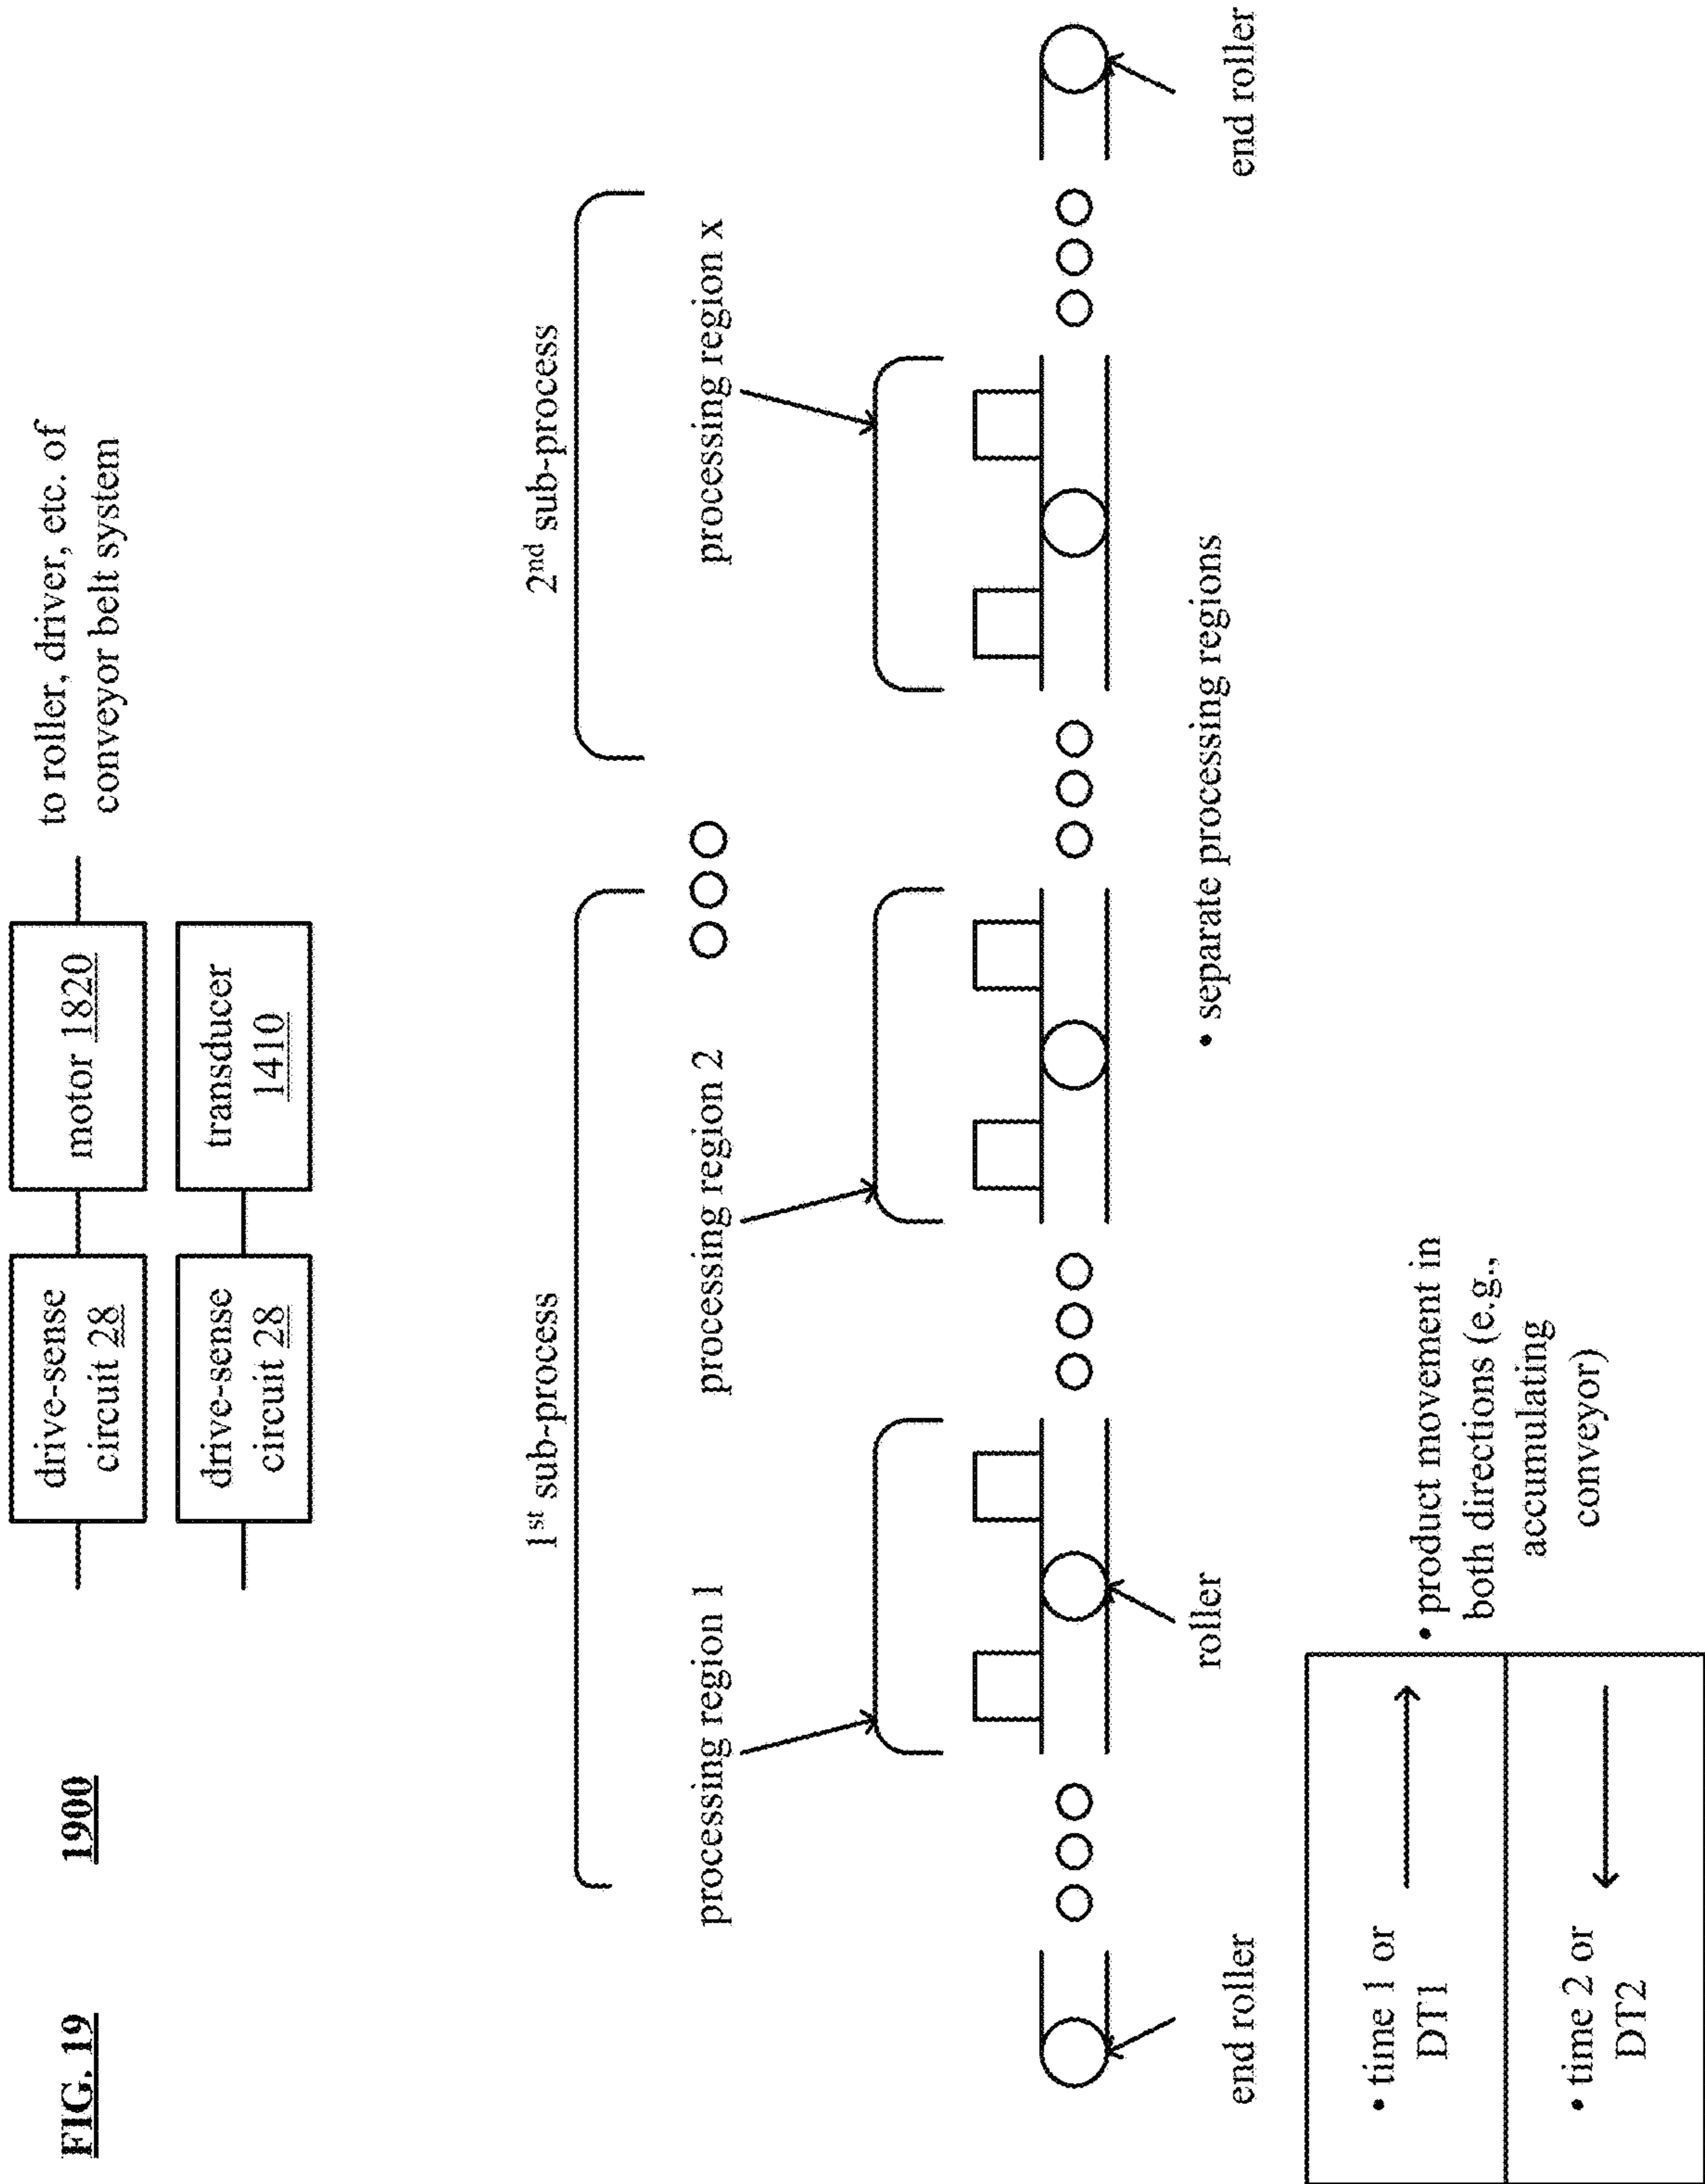 FIG. 19
1900
drive-sense
circuit 28
motor 1820
to roller, driver, etc. of
conveyor belt system
drive-sense
circuit 28
transducer
1410
1st sub-process
2nd sub-process
processing region 1
processing region 2
processing region x
end roller
roller
• separate processing regions
end roller
• time 1 or
DT1
• time 2 or
DT2
• product movement in
both directions (e.g.,
accumulating
conveyor)